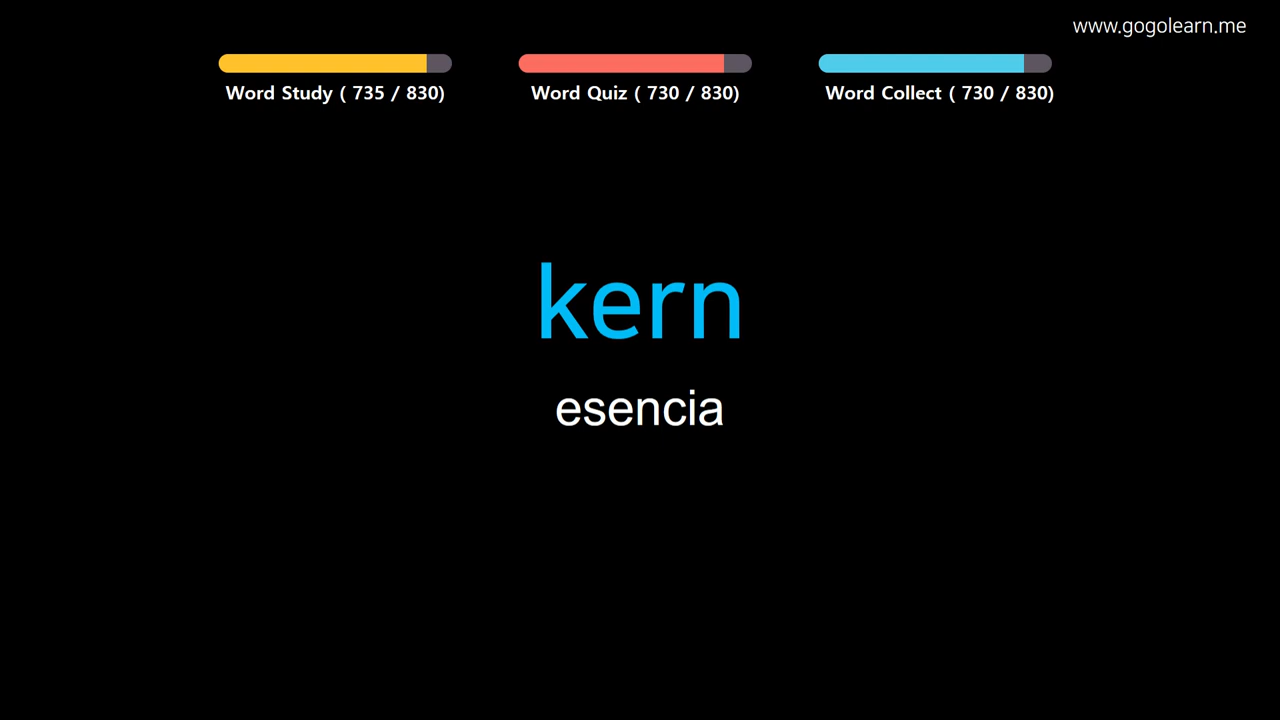 www.gogolearn.me
Word Study ( 735 / 830)
Word Quiz ( 730 / 830)
Word Collect ( 730 / 830)
kern
esencia